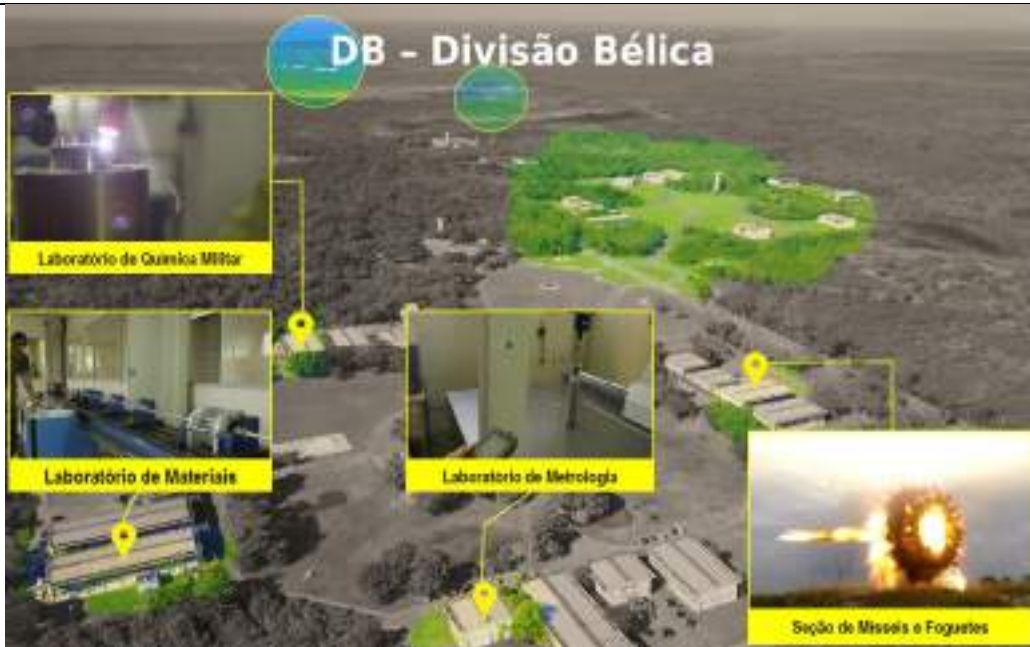 DB – Divisão Bélica
Laboratório de Química Militar
Laboratório de Materiais
Laboratório de Metrologia
Seção de Mísseis e Foguetes